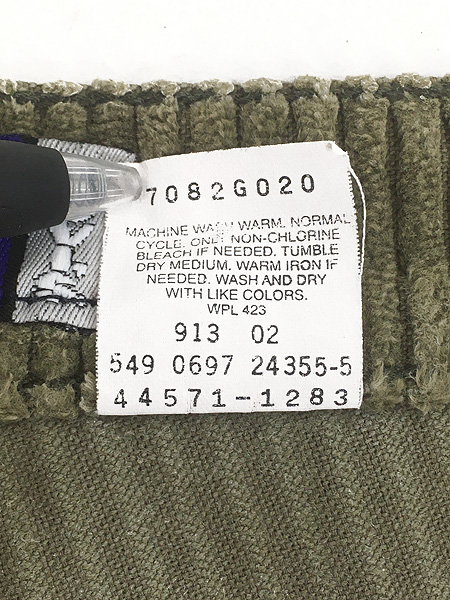 7082G020
MACHINE WASH WARM. NORMAL
CYCLE. ONLY NON-CHLORINE
BLEACH IF NEEDED. TUMBLE
DRY MEDIUM. WARM IRON IF
NEEDED. WASH AND DRY
WITH LIKE COLORS.
WPL 423
913 02
549 0697 24355-5
44571-1283